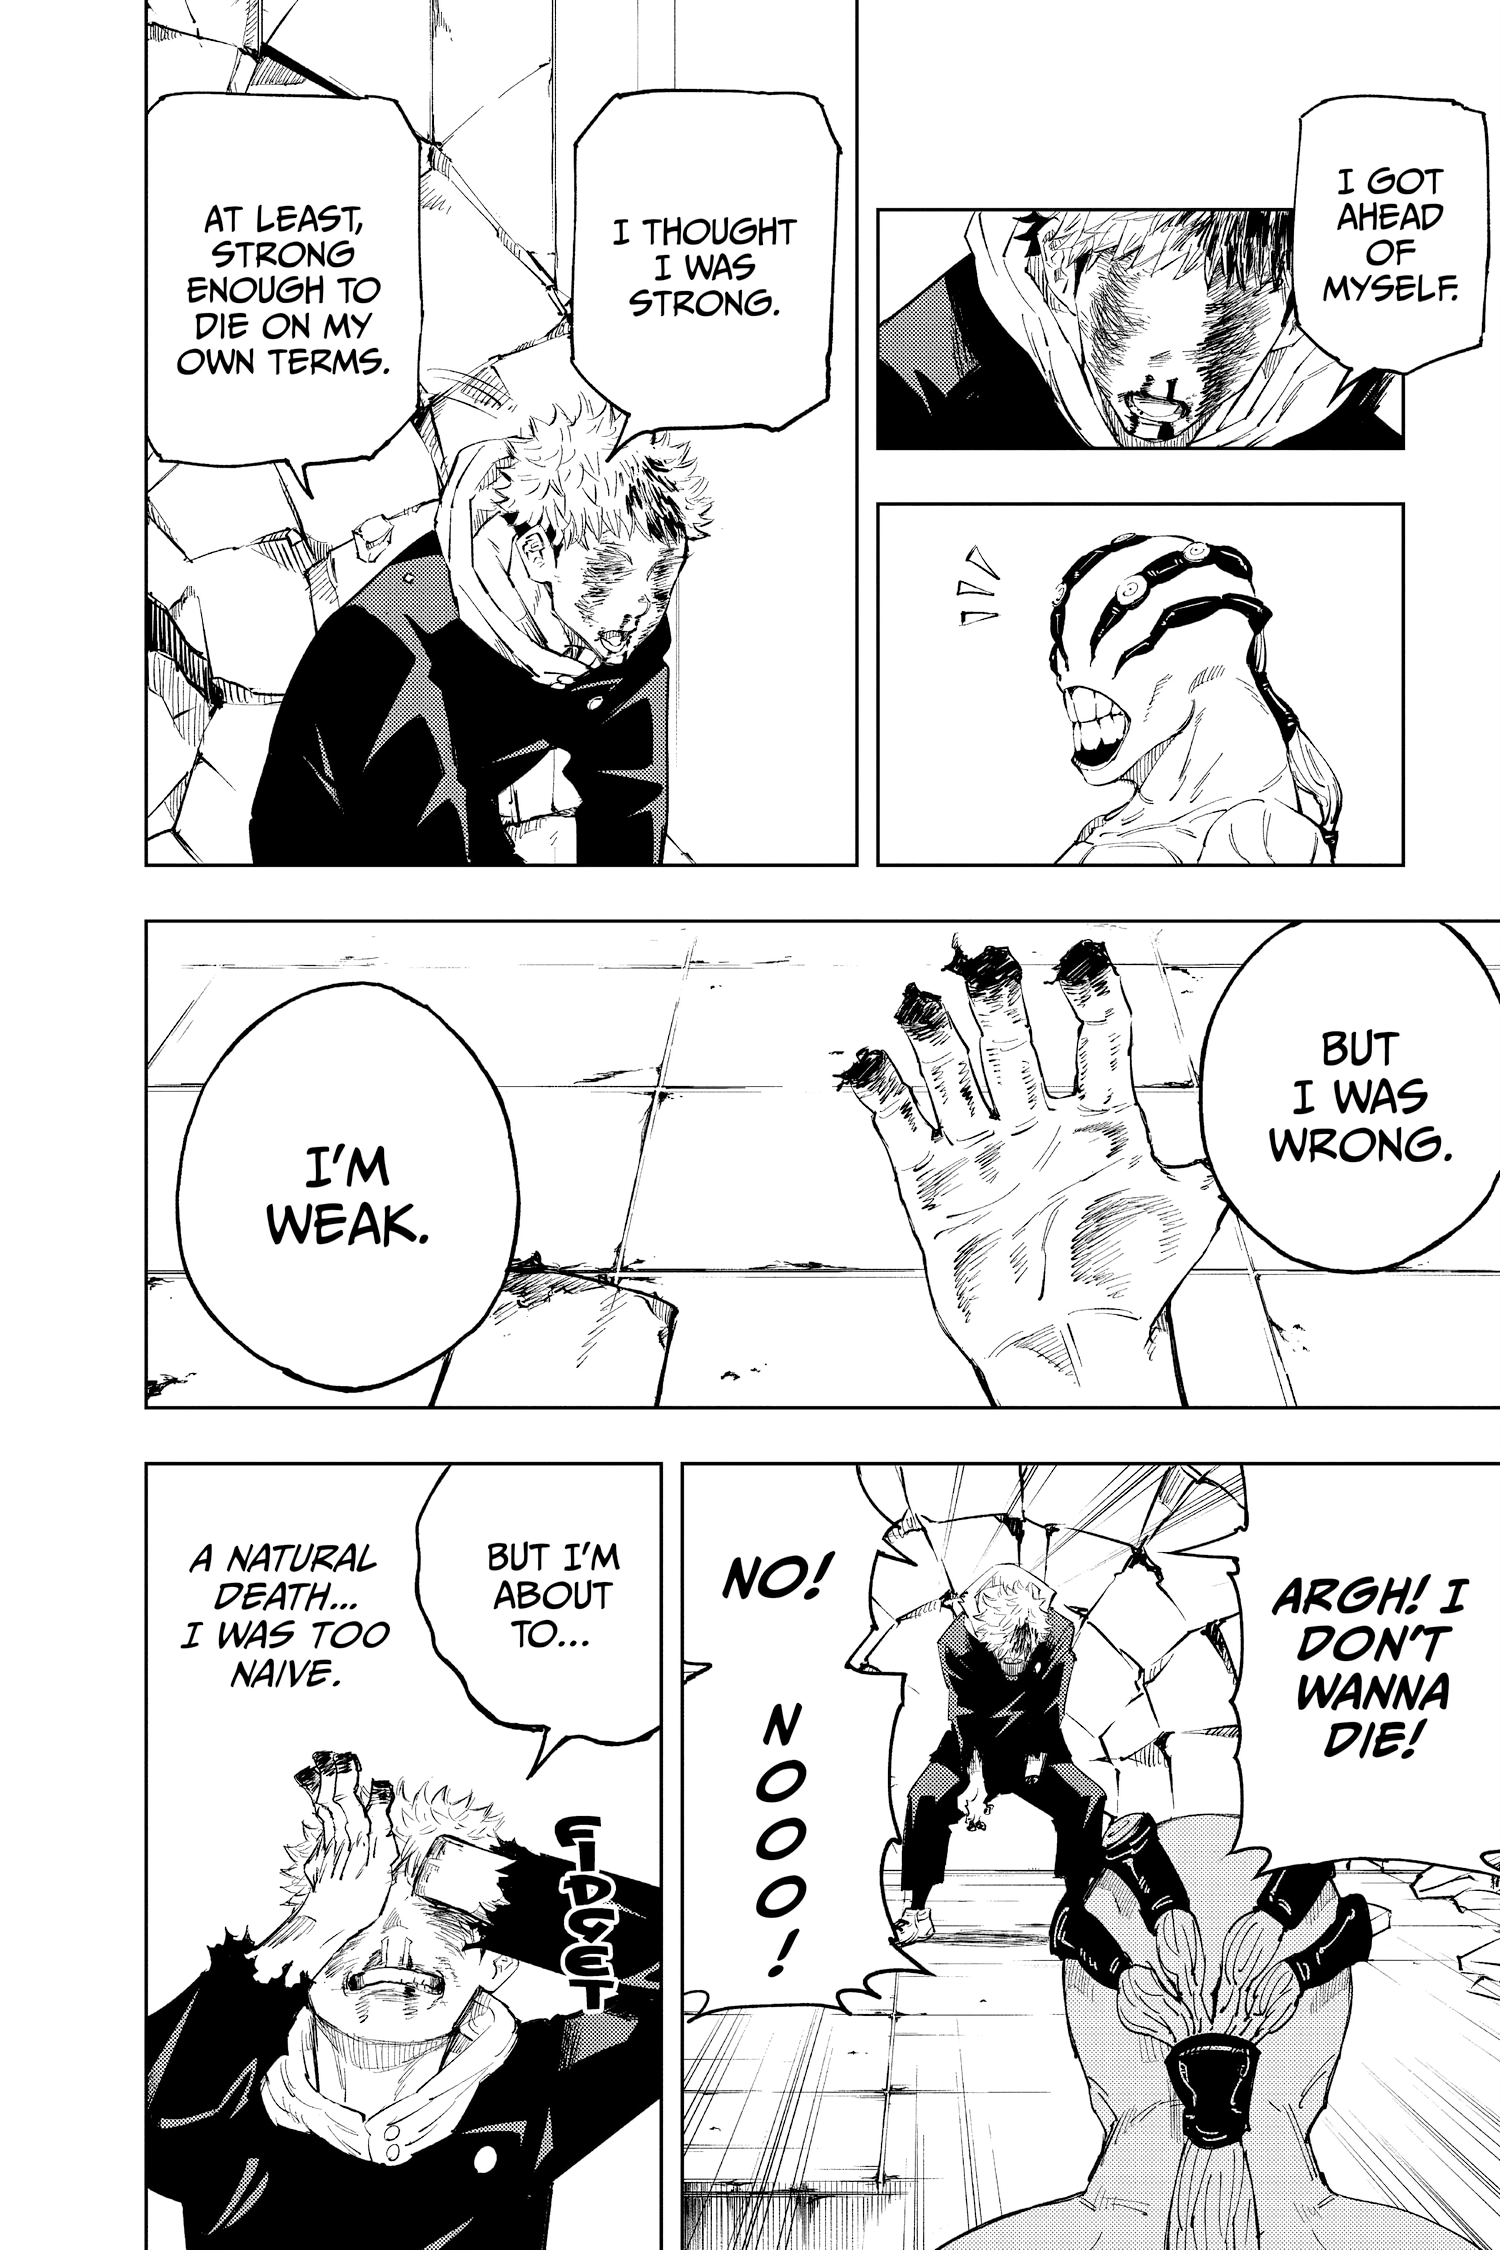 I GOT
AHEAD
OF
MYSELF.
I THOUGHT
I WAS
STRONG.
AT LEAST,
STRONG
ENOUGH TO
DIE ON MY
OWN TERMS.
BUT
I WAS
WRONG.
I'M
WEAK.
ARGH! I
DON'T
WANNA
DIE!
NO!
NOOOO!
BUT I'M
ABOUT
TO...
FIDGET
A NATURAL
DEATH...
I WAS TOO
NAIVE.